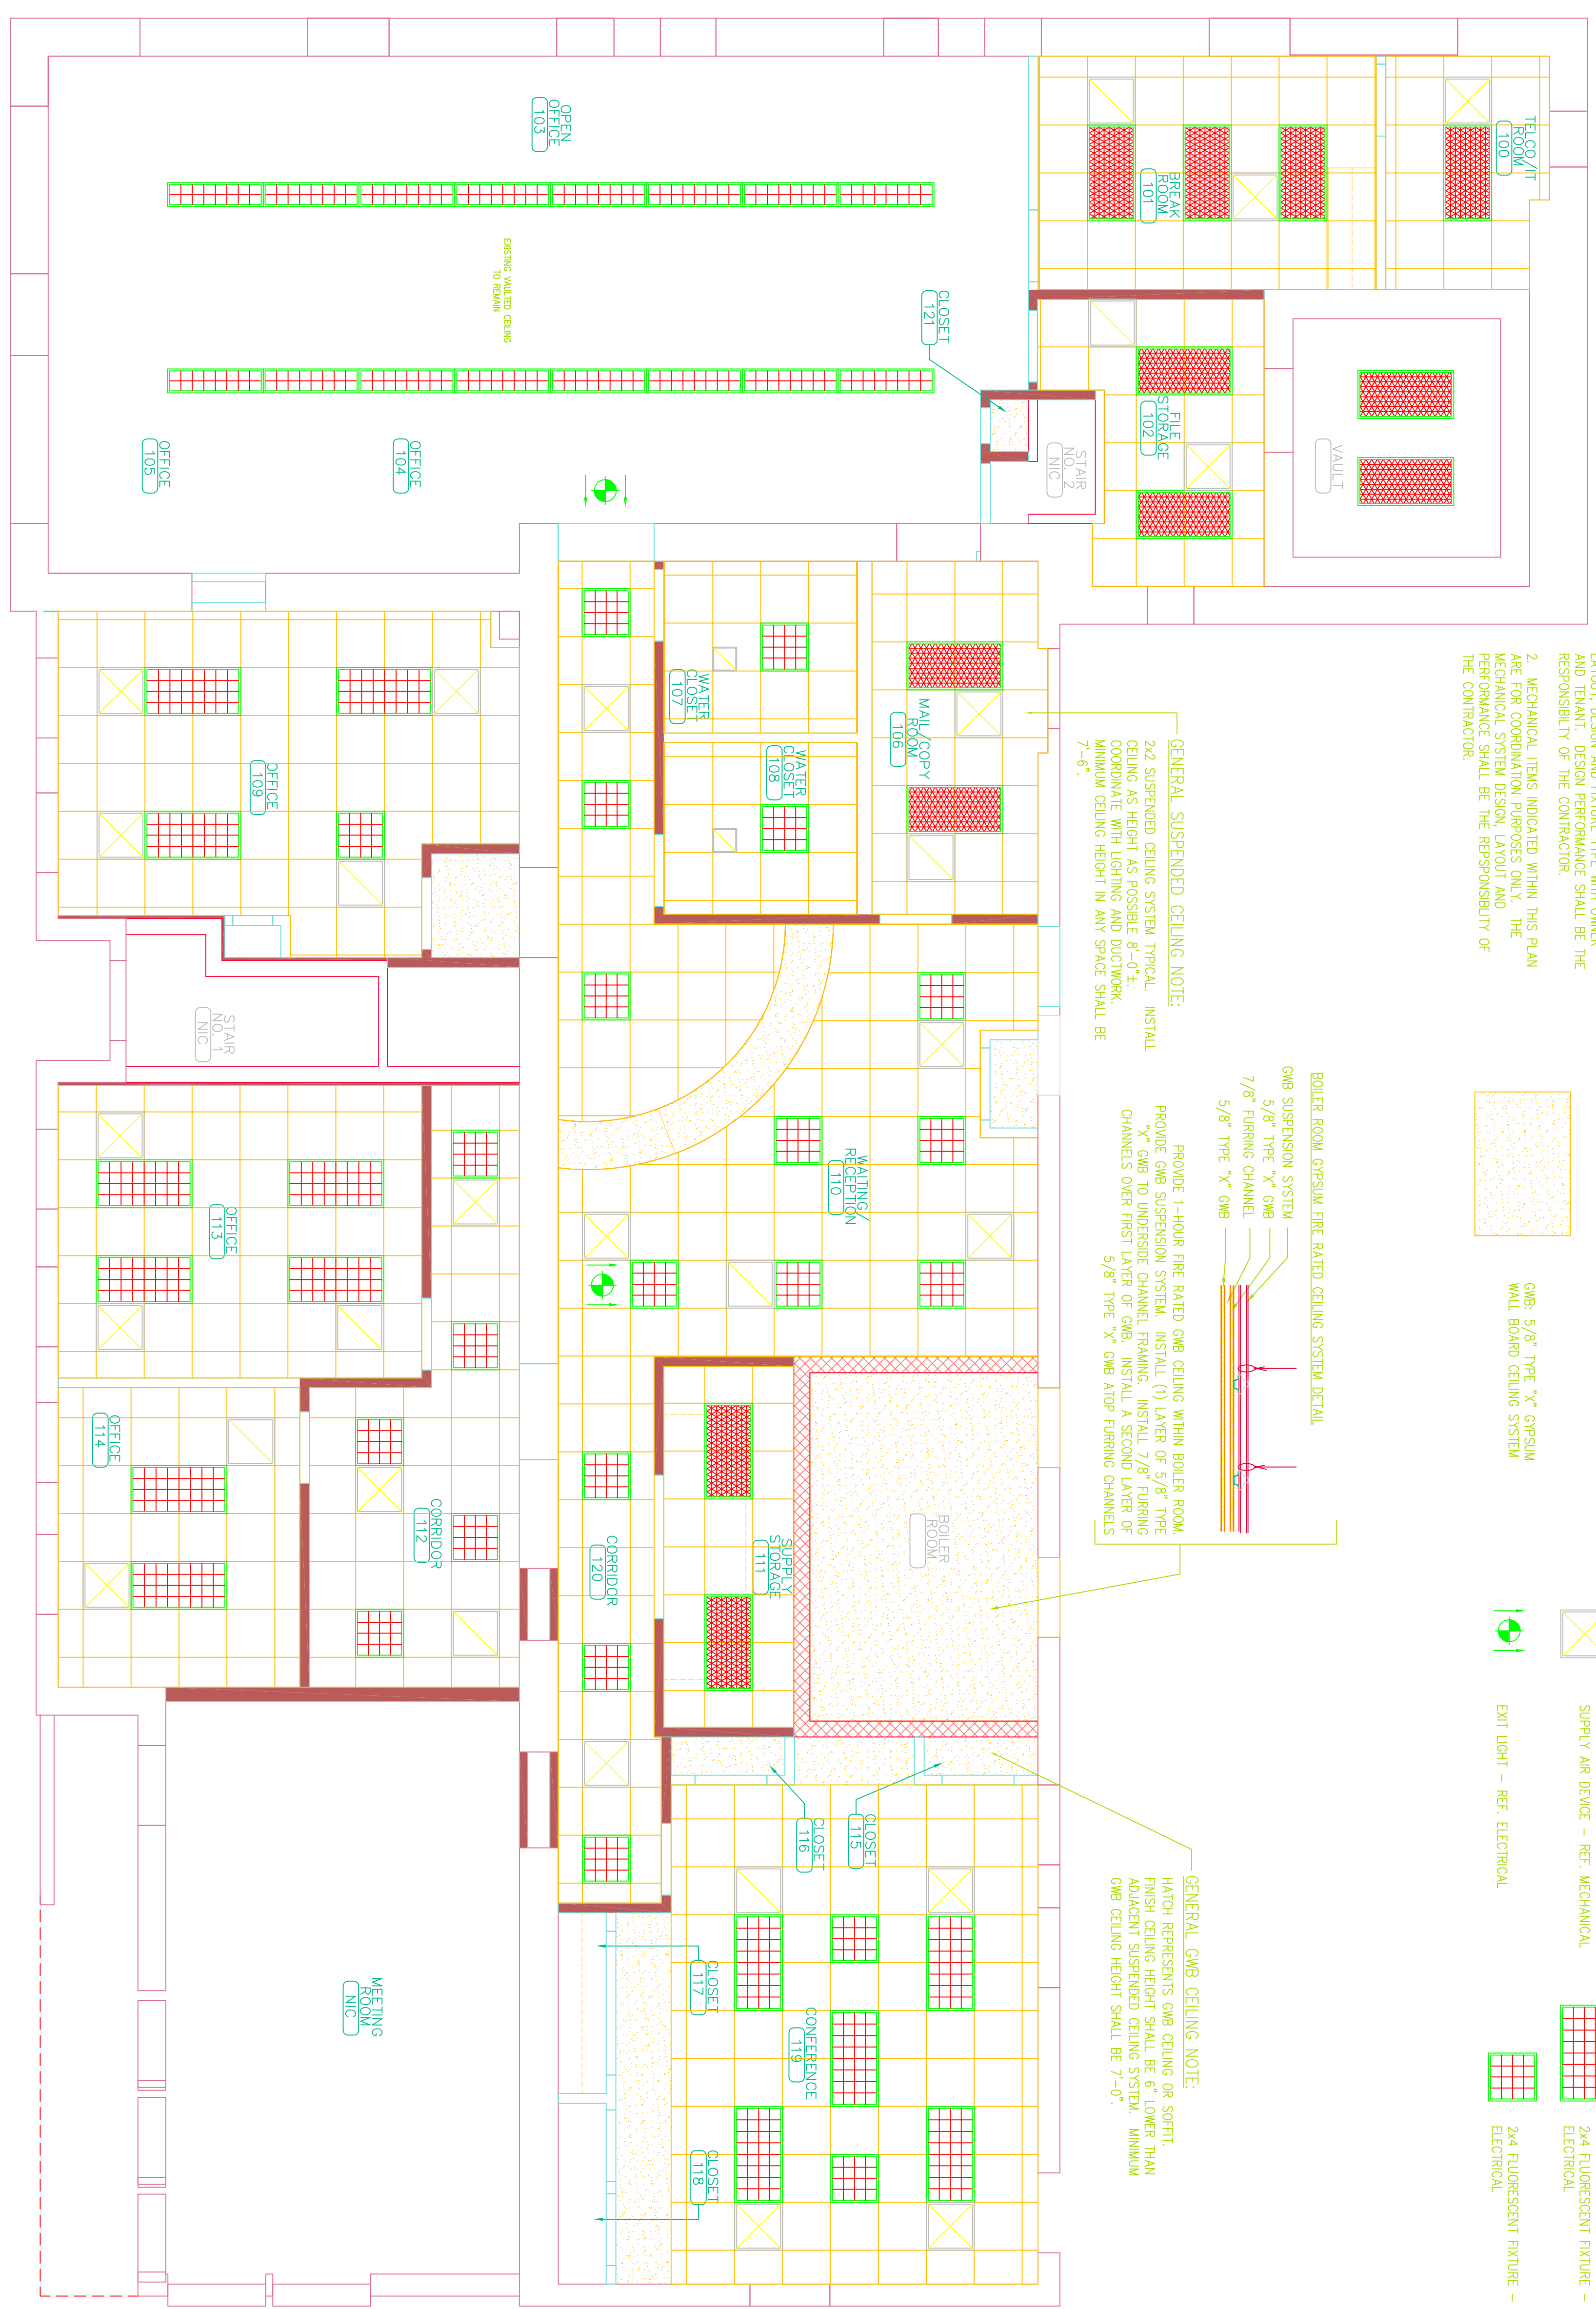 LAYOUT, DESIGN AND FIXTURE TYPE WITH OWNER
AND TENANT. DESIGN PERFORMANCE SHALL BE THE
RESPONSIBILTY OF THE CONTRACTOR.
2. MECHANICAL ITEMS INDICATED WITHIN THIS PLAN
ARE FOR COORDINATION PURPOSES ONLY. THE
MECHANICAL SYSTEM DESIGN, LAYOUT AND
PERFORMANCE SHALL BE THE REPSPONSIBLITY OF
THE CONTRACTOR.
GWB: 5/8" TYPE "X" GYPSUM
WALL BOARD CEILING SYSTEM
SUPPLY AIR DEVICE - REF. MECHANICAL
EXIT LIGHT - REF. ELECTRICAL
2x4 FLUORESCENT FIXTURE -
ELECTRICAL
2x4 FLUORESCENT FIXTURE -
ELECTRICAL
BOILER ROOM GYPSUM FIRE RATED CEILING SYSTEM DETAIL
GWB SUSPENSION SYSTEM
5/8" TYPE "X" GWB
7/8" FURRING CHANNEL
5/8" TYPE "X" GWB
PROVIDE 1-HOUR FIRE RATED GWB CEILING WITHIN BOILER ROOM.
PROVIDE GWB SUSPENSION SYSTEM. INSTALL (1) LAYER OF 5/8" TYPE
"X" GWB TO UNDERSIDE CHANNEL FRAMING. INSTALL 7/8" FURRING
CHANNELS OVER FIRST LAYER OF GWB. INSTALL A SECOND LAYER OF
5/8" TYPE "X" GWB ATOP FURRING CHANNELS
GENERAL SUSPENDED CEILING NOTE:
2x2 SUSPENDED CEILING SYSTEM TYPICAL. INSTALL
CEILING AS HEIGHT AS POSSIBLE 8'-0"±.
COORDINATE WITH LIGHTING AND DUCTWORK.
MINIMUM CEILING HEIGHT IN ANY SPACE SHALL BE
7'-6".
GENERAL GWB CEILING NOTE:
HATCH REPRESENTS GWB CEILING OR SOFFIT.
FINISH CEILING HEIGHT SHALL BE 6" LOWER THAN
ADJACENT SUSPENDED CEILING SYSTEM. MINIMUM
GWB CEILING HEIGHT SHALL BE 7'-0".
TELCO/IT
ROOM
100
BREAK
ROOM
101
VAULT
FILE
STORAGE
102
STAIR
NO. 2
NIC
CLOSET
121
OPEN
OFFICE
103
EXISTING VAULTED CEILING
TO REMAIN
OFFICE
104
OFFICE
105
MAIL/COPY
ROOM
106
WATER
CLOSET
107
WATER
CLOSET
108
OFFICE
109
WAITING/
RECEPTION
110
STAIR
NO. 1
NIC
BOILER
ROOM
SUPPLY
STORAGE
111
CORRIDOR
120
CORRIDOR
112
OFFICE
113
OFFICE
114
CLOSET
115
CLOSET
116
CLOSET
117
CLOSET
118
CONFERENCE
119
MEETING
ROOM
NIC